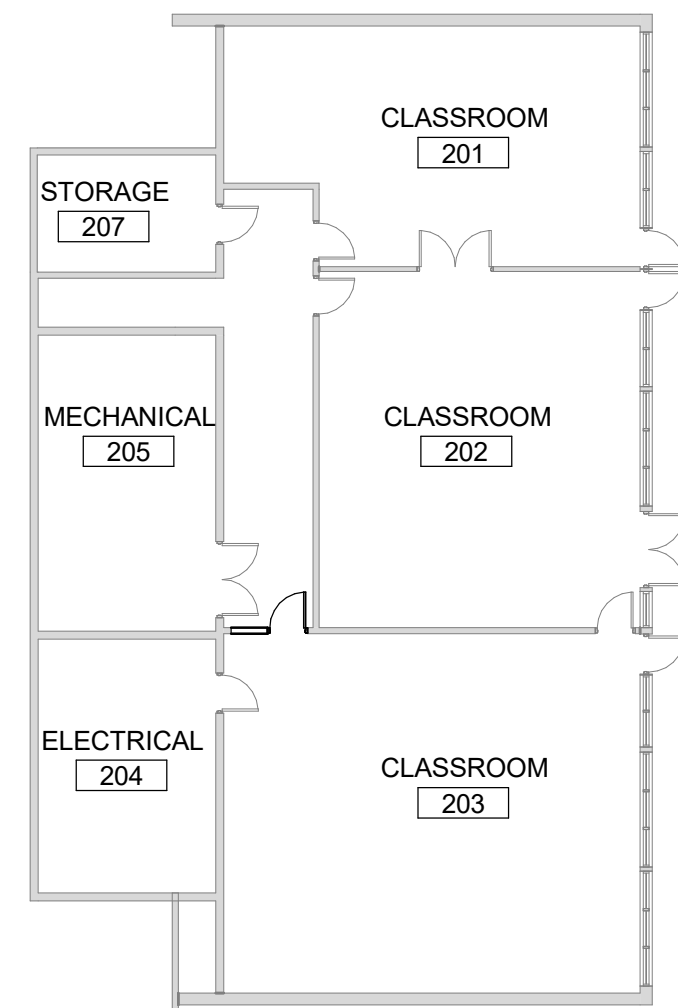 CLASSROOM
201
STORAGE
207
MECHANICAL
205
CLASSROOM
202
ELECTRICAL
204
CLASSROOM
203